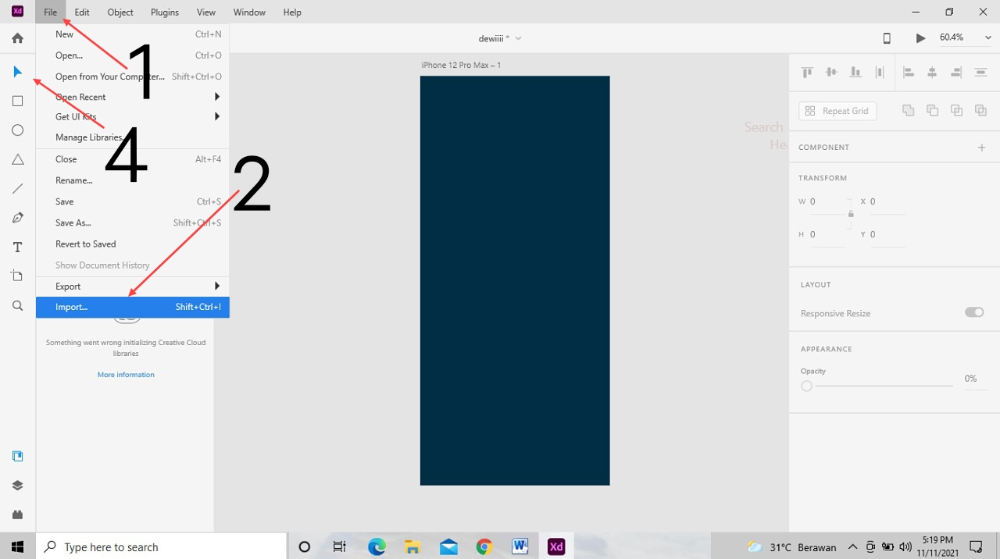 Xd File Edit Object Plugins View Window Help
dewiiii * 60.4%
New Ctrl+N
Open... Ctrl+O
Open from Your Computer... Shift+Ctrl+O
Open Recent
Get UI Kits
Manage Libraries...
Close Alt+F4
Rename...
Save Ctrl+S
Save As... Shift+Ctrl+S
Revert to Saved
Show Document History
Export
Import... Shift+Ctrl+I
1
4
2
Something went wrong initializing Creative Cloud
libraries
More information
iPhone 12 Pro Max – 1
Search
He
Repeat Grid
COMPONENT
TRANSFORM
W 0 X 0
H 0 Y 0
LAYOUT
Responsive Resize
APPEARANCE
Opacity
0%
Type here to search
W
Xd
31°C Berawan
5:19 PM
11/11/2021